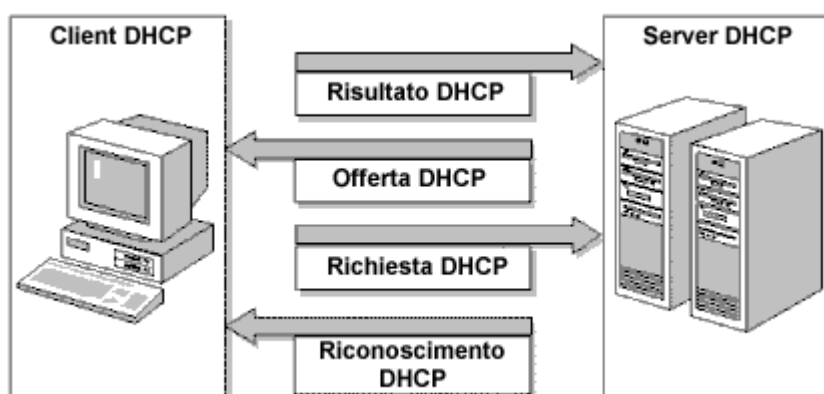 Client DHCP
Server DHCP
Risultato DHCP
Offerta DHCP
Richiesta DHCP
Riconoscimento
DHCP